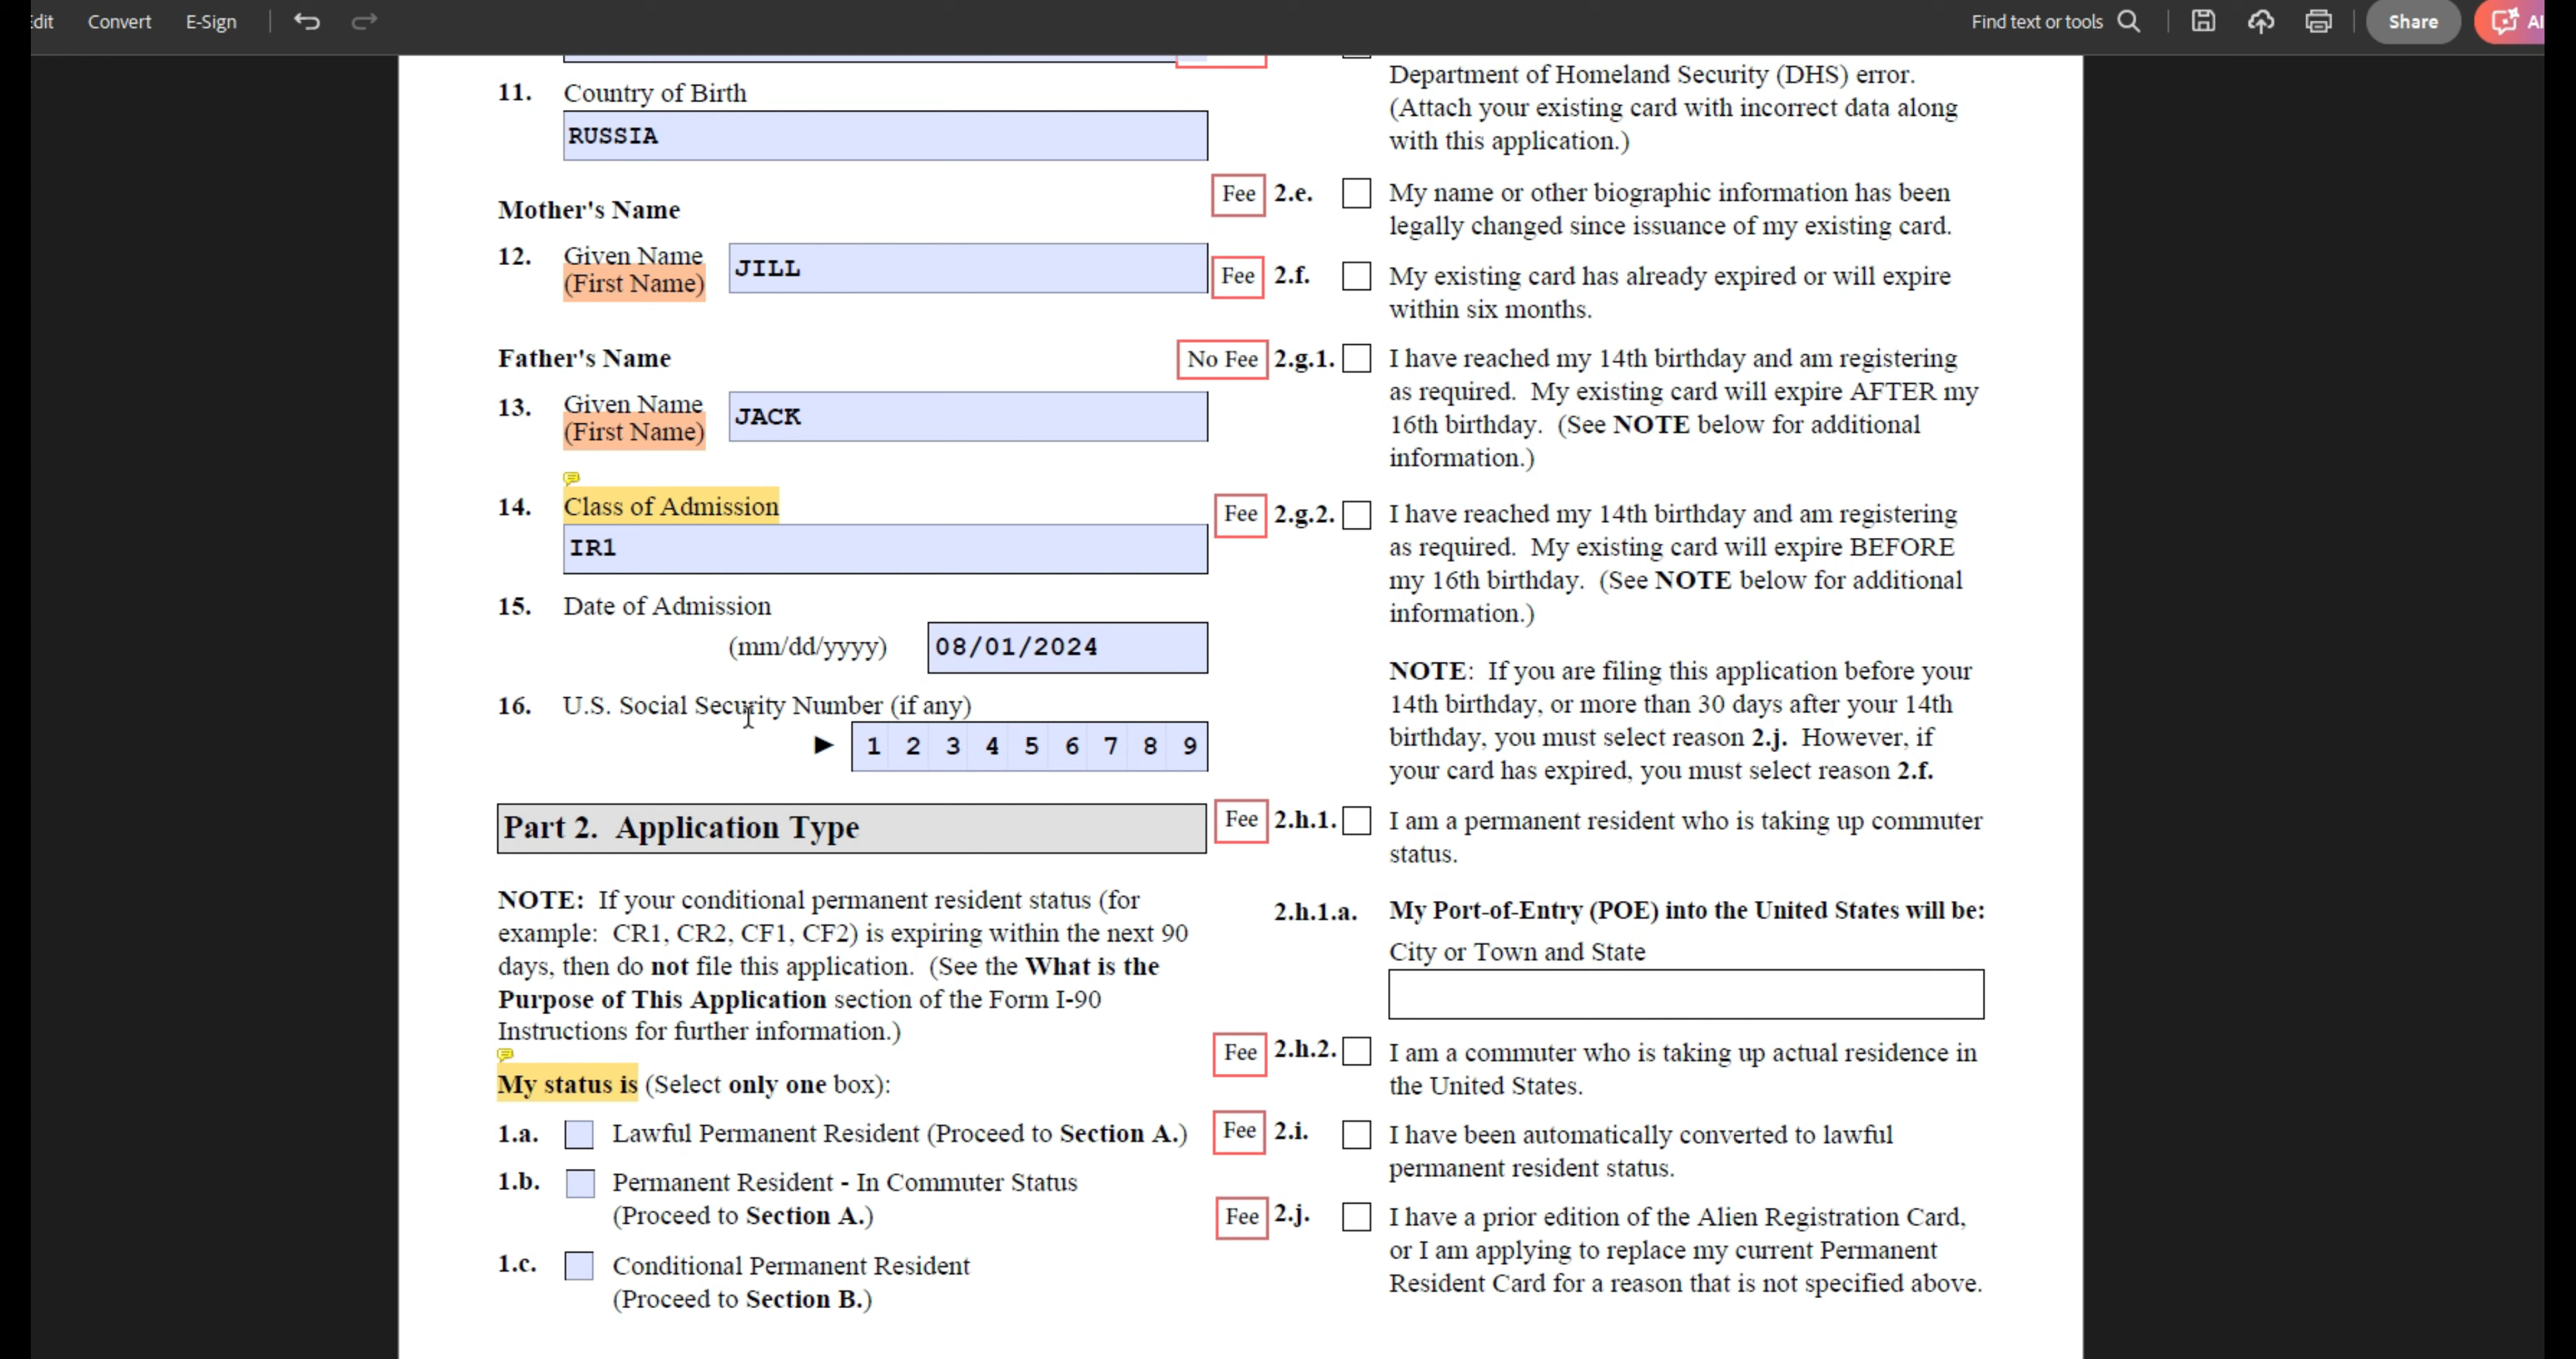 Edit Convert E-Sign Find text or tools Share AI
11. Country of Birth
RUSSIA
Mother's Name
12. Given Name
(First Name)
JILL
Father's Name
13. Given Name
(First Name)
JACK
14. Class of Admission
IR1
15. Date of Admission
(mm/dd/yyyy) 08/01/2024
16. U.S. Social Security Number (if any)
► 1 2 3 4 5 6 7 8 9
Part 2. Application Type
NOTE: If your conditional permanent resident status (for
example: CR1, CR2, CF1, CF2) is expiring within the next 90
days, then do not file this application. (See the What is the
Purpose of This Application section of the Form I-90
Instructions for further information.)
My status is (Select only one box):
1.a. Lawful Permanent Resident (Proceed to Section A.)
1.b. Permanent Resident - In Commuter Status
(Proceed to Section A.)
1.c. Conditional Permanent Resident
(Proceed to Section B.)
Department of Homeland Security (DHS) error.
(Attach your existing card with incorrect data along
with this application.)
Fee 2.e. My name or other biographic information has been
legally changed since issuance of my existing card.
Fee 2.f. My existing card has already expired or will expire
within six months.
No Fee 2.g.1. I have reached my 14th birthday and am registering
as required. My existing card will expire AFTER my
16th birthday. (See NOTE below for additional
information.)
Fee 2.g.2. I have reached my 14th birthday and am registering
as required. My existing card will expire BEFORE
my 16th birthday. (See NOTE below for additional
information.)
NOTE: If you are filing this application before your
14th birthday, or more than 30 days after your 14th
birthday, you must select reason 2.j. However, if
your card has expired, you must select reason 2.f.
Fee 2.h.1. I am a permanent resident who is taking up commuter
status.
2.h.1.a. My Port-of-Entry (POE) into the United States will be:
City or Town and State
Fee 2.h.2. I am a commuter who is taking up actual residence in
the United States.
Fee 2.i. I have been automatically converted to lawful
permanent resident status.
Fee 2.j. I have a prior edition of the Alien Registration Card,
or I am applying to replace my current Permanent
Resident Card for a reason that is not specified above.